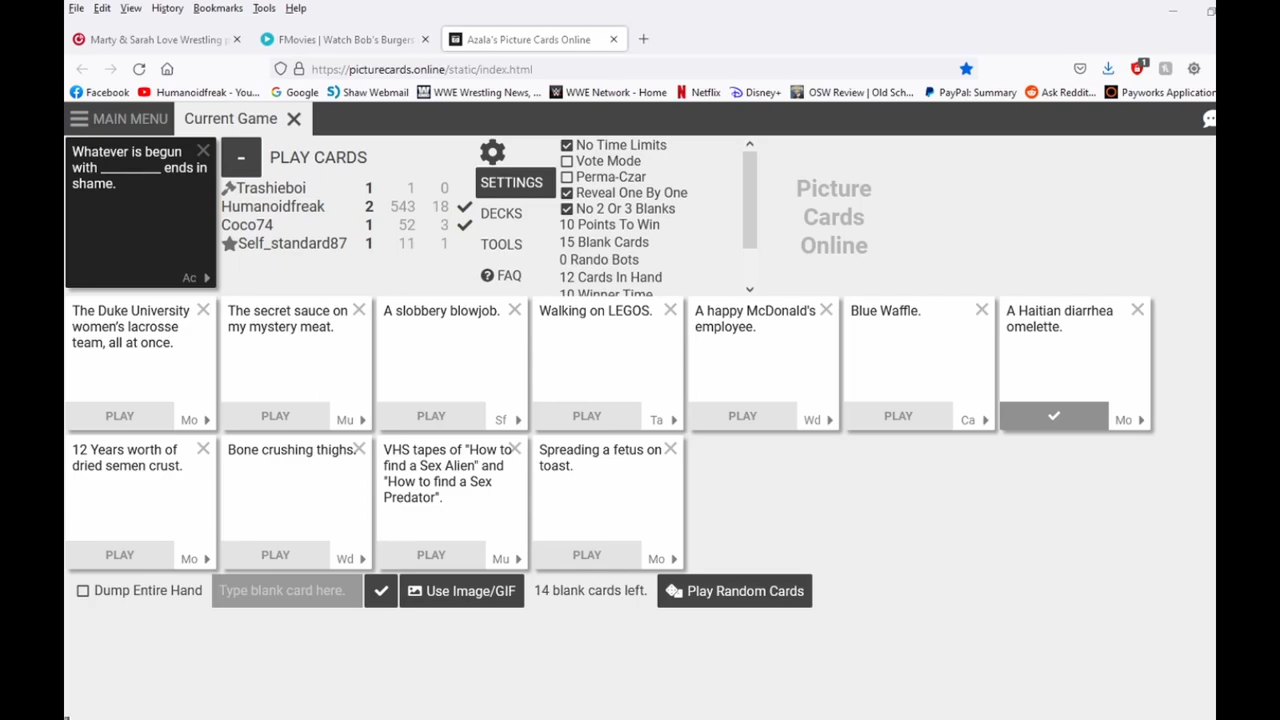 File Edit View History Bookmarks Tools Help
Marty & Sarah Love Wrestling
FMovies | Watch Bob's Burgers
Azala's Picture Cards Online
https://picturecards.online/static/index.html
1
Facebook Humanoidfreak - You... Google Shaw Webmail WWE Wrestling News, ... WWE Network - Home Netflix Disney+ OSW Review | Old Sch... PayPal: Summary Ask Reddit... Payworks Application
MAIN MENU Current Game
Whatever is begun
with ________ ends in
shame.
Ac
- PLAY CARDS
Trashieboi 1 1 0
Humanoidfreak 2 543 18
Coco74 1 52 3
Self_standard87 1 11 1
SETTINGS
DECKS
TOOLS
FAQ
No Time Limits
Vote Mode
Perma-Czar
Reveal One By One
No 2 Or 3 Blanks
10 Points To Win
15 Blank Cards
0 Rando Bots
12 Cards In Hand
10 Winner Time
Picture
Cards
Online
The Duke University
women's lacrosse
team, all at once.
PLAY Mo
The secret sauce on
my mystery meat.
PLAY Mu
A slobbery blowjob.
PLAY Sf
Walking on LEGOS.
PLAY Ta
A happy McDonald's
employee.
PLAY Wd
Blue Waffle.
PLAY Ca
A Haitian diarrhea
omelette.
Mo
12 Years worth of
dried semen crust.
PLAY Mo
Bone crushing thighs.
PLAY Wd
VHS tapes of "How to
find a Sex Alien" and
"How to find a Sex
Predator".
PLAY Mu
Spreading a fetus on
toast.
PLAY Mo
Dump Entire Hand Type blank card here. Use Image/GIF 14 blank cards left. Play Random Cards